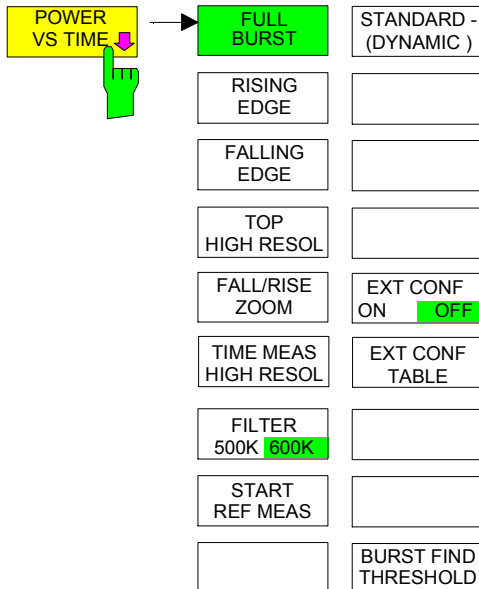 POWER
VS TIME
FULL
BURST
RISING
EDGE
FALLING
EDGE
TOP
HIGH RESOL
FALL/RISE
ZOOM
TIME MEAS
HIGH RESOL
FILTER
500K 600K
START
REF MEAS
STANDARD -
(DYNAMIC )
EXT CONF
ON OFF
EXT CONF
TABLE
BURST FIND
THRESHOLD